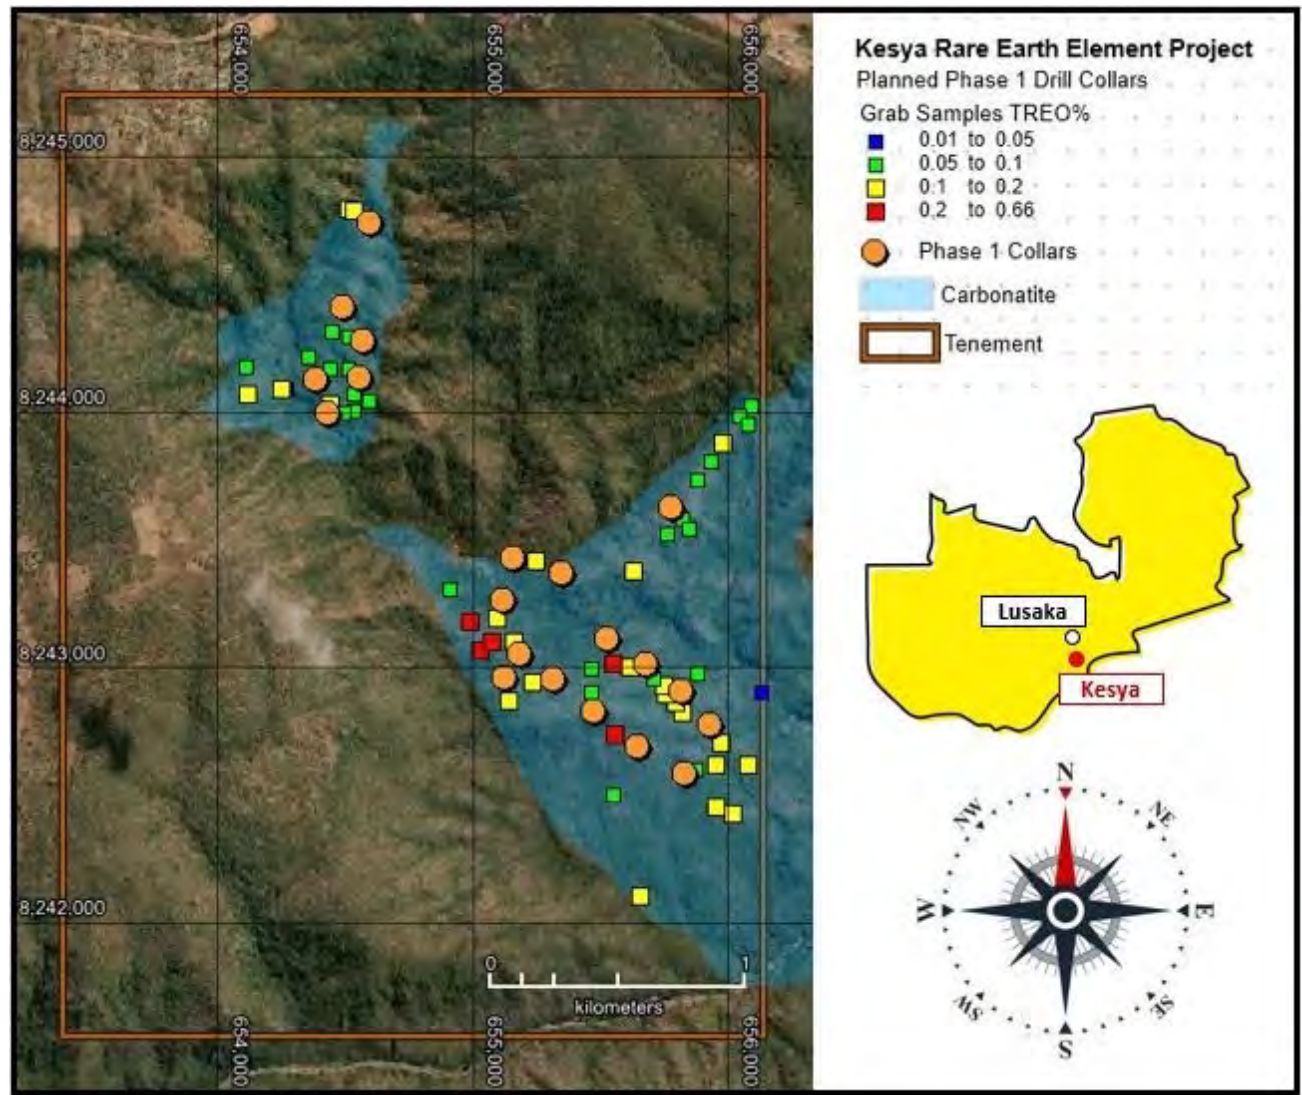 654,000
655,000
656,000
8,245,000
8,244,000
8,243,000
8,242,000
0
1
kilometers
654,000
655,000
656,000
Kesya Rare Earth Element Project
Planned Phase 1 Drill Collars
Grab Samples TREO%
0.01 to 0.05
0.05 to 0.1
0.1 to 0.2
0.2 to 0.66
Phase 1 Collars
Carbonatite
Tenement
Lusaka
Kesya
N
NW
NE
W
E
SW
SE
S